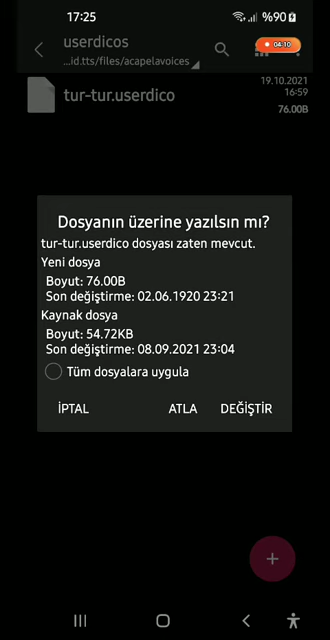 17:25
%90
userdicos
...id.tts/files/acapelavoices
04:10
tur-tur.userdico
19.10.2021
16:59
76.00B
Dosyanın üzerine yazılsın mı?
tur-tur.userdico dosyası zaten mevcut.
Yeni dosya
Boyut: 76.00B
Son değiştirme: 02.06.1920 23:21
Kaynak dosya
Boyut: 54.72KB
Son değiştirme: 08.09.2021 23:04
Tüm dosyalara uygula
İPTAL ATLA DEĞİŞTİR